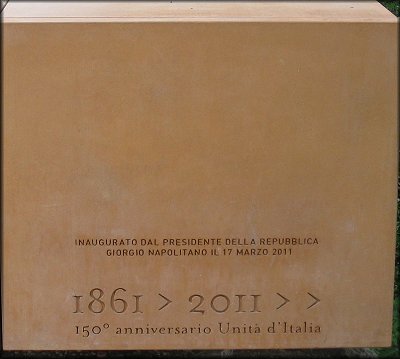 INAUGURATO DAL PRESIDENTE DELLA REPUBBLICA
GIORGIO NAPOLITANO IL 17 MARZO 2011
1861 > 2011 > >
150° anniversario Unità d'Italia